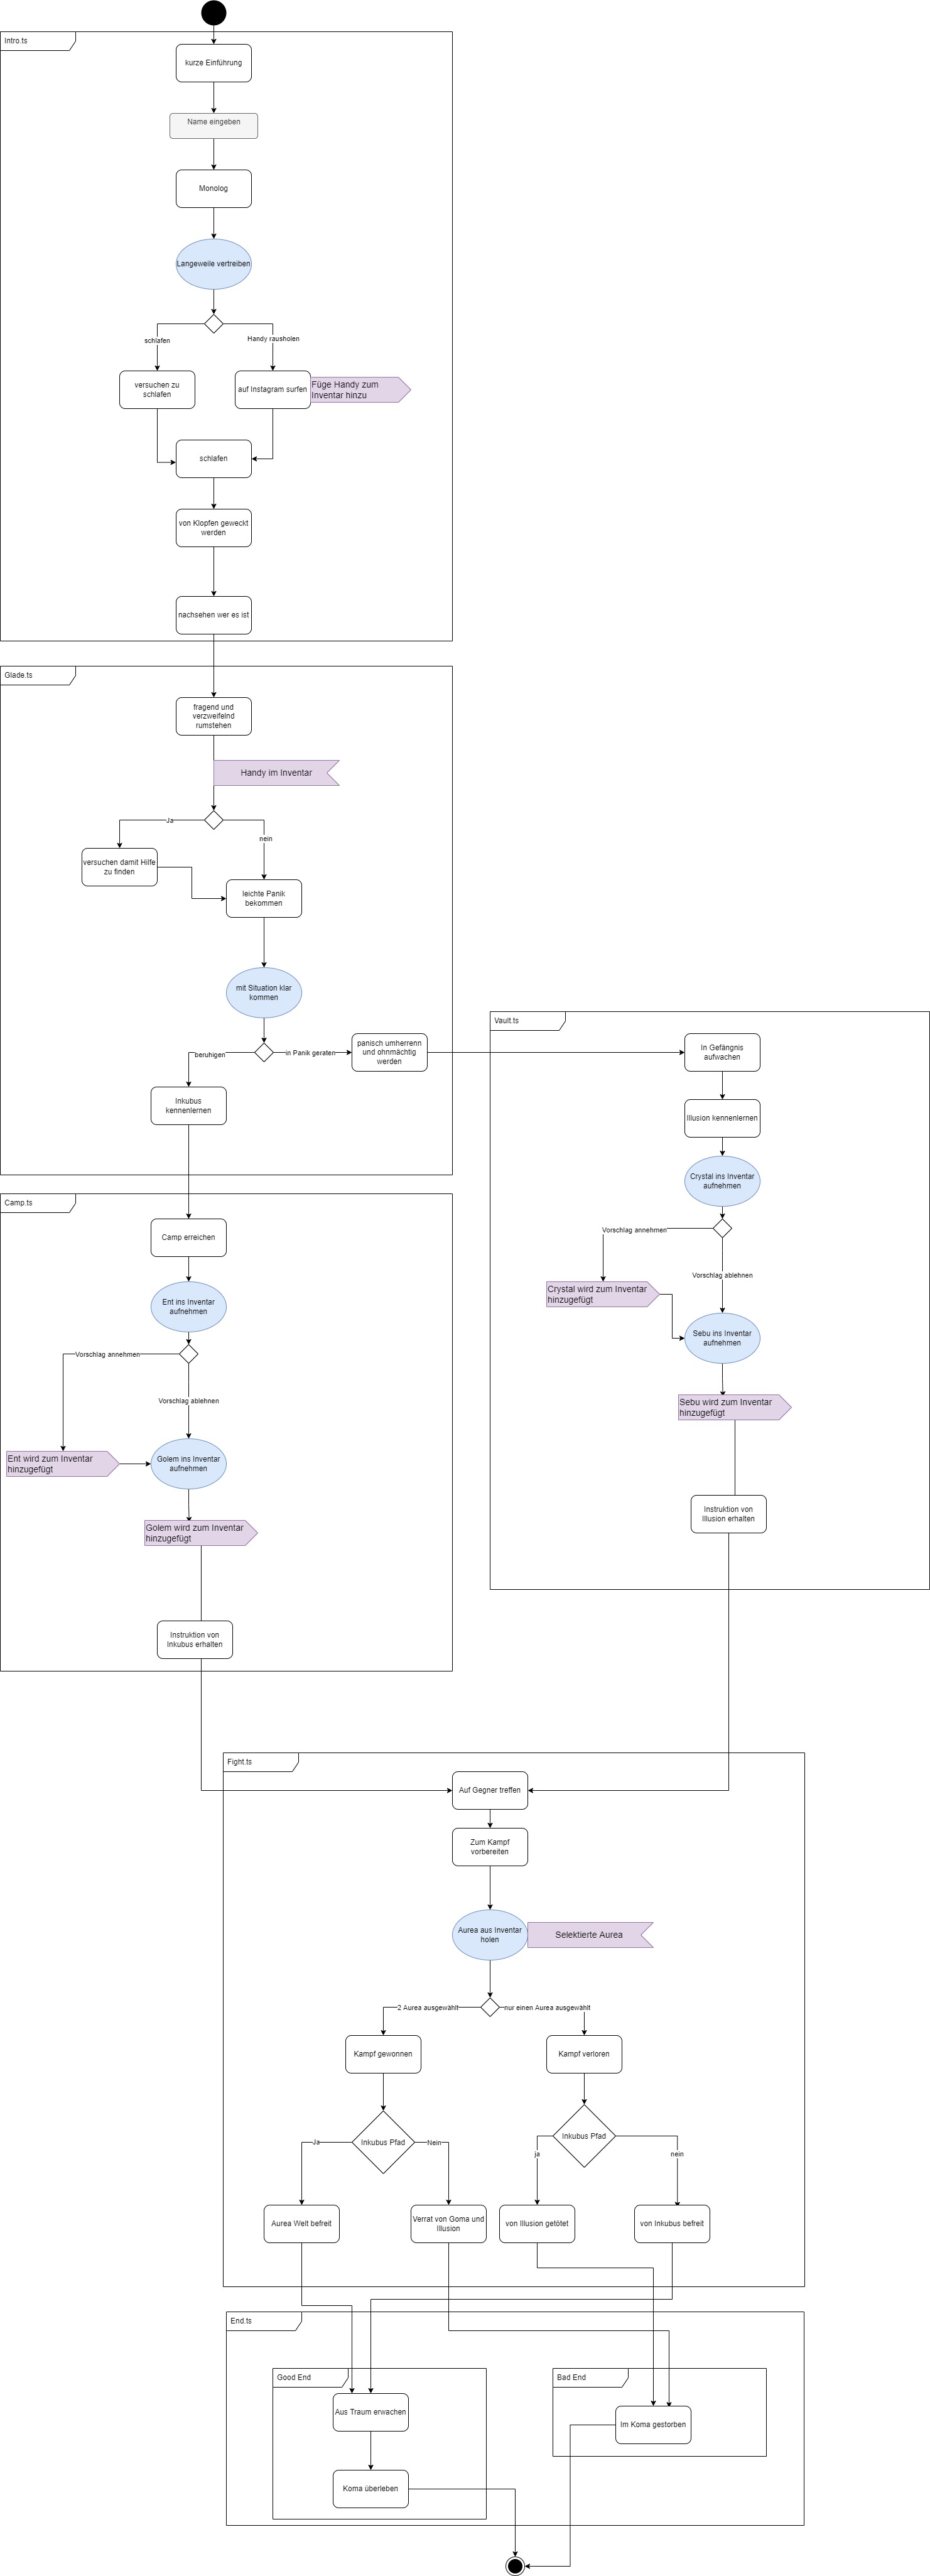 Intro.ts
kurze Einführung
Name eingeben
Monolog
Langeweile vertreiben
schlafen
Handy rausholen
versuchen zu
schlafen
auf Instagram surfen
Füge Handy zum
Inventar hinzu
schlafen
von Klopfen geweckt
werden
nachsehen wer es ist
Glade.ts
fragend und
verzweifelnd
rumstehen
Handy im Inventar
Ja
nein
versuchen damit Hilfe
zu finden
leichte Panik
bekommen
mit Situation klar
kommen
beruhigen
in Panik geraten
panisch umherrenn
und ohnmächtig
werden
Inkubus
kennenlernen
Vault.ts
In Gefängnis
aufwachen
Illusion kennenlernen
Crystal ins Inventar
aufnehmen
Vorschlag annehmen
Vorschlag ablehnen
Crystal wird zum Inventar
hinzugefügt
Sebu ins Inventar
aufnehmen
Sebu wird zum Inventar
hinzugefügt
Instruktion von
Illusion erhalten
Camp.ts
Camp erreichen
Ent ins Inventar
aufnehmen
Vorschlag annehmen
Vorschlag ablehnen
Ent wird zum Inventar
hinzugefügt
Golem ins Inventar
aufnehmen
Golem wird zum Inventar
hinzugefügt
Instruktion von
Inkubus erhalten
Fight.ts
Auf Gegner treffen
Zum Kampf
vorbereiten
Aurea aus Inventar
holen
Selektierte Aurea
2 Aurea ausgewählt
nur einen Aurea ausgewählt
Kampf gewonnen
Kampf verloren
Inkubus Pfad
Inkubus Pfad
Ja
Nein
ja
nein
Aurea Welt befreit
Verrat von Goma und
Illusion
von Illusion getötet
von Inkubus befreit
End.ts
Good End
Bad End
Aus Traum erwachen
Im Koma gestorben
Koma überleben